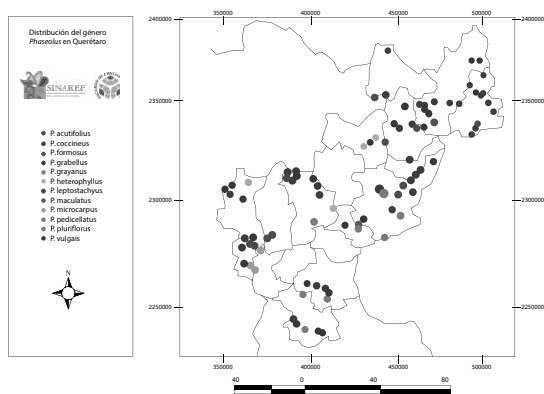 Distribución del género
Phaseolus en Querétaro
SINAREF
P. acutifolius
P. coccineus
P. formosus
P. grabellus
P. grayanus
P. heterophyllus
P. leptostachyus
P. maculatus
P. microcarpus
P. pedicellatus
P. pluriflorus
P. vulgais
N
350000 400000 450000 500000
2400000 2400000
2350000 2350000
2300000 2300000
2250000 2250000
350000 400000 450000 500000
40 0 40 80